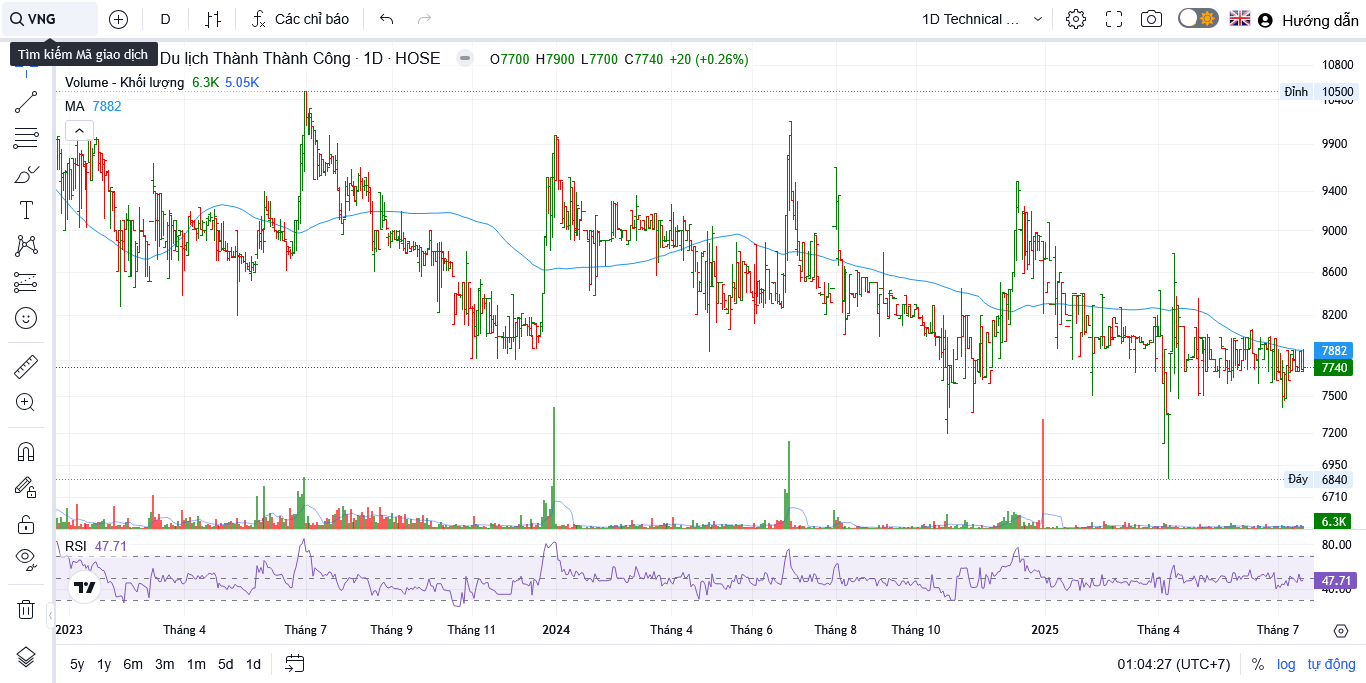 VNG
D
Các chỉ báo
1D Technical ...
Hướng dẫn
Tìm kiếm Mã giao dịch
Du lịch Thành Thành Công · 1D · HOSE
O7700 H7900 L7700 C7740 +20 (+0.26%)
Volume - Khối lượng 6.3K 5.05K
MA 7882
10800
Đỉnh 10500
10400
9900
9400
9000
8600
8200
7882
7740
7500
7200
6950
Đáy 6840
6710
6.3K
RSI 47.71
80.00
47.71
40.00
2023 Tháng 4 Tháng 7 Tháng 9 Tháng 11 2024 Tháng 4 Tháng 6 Tháng 8 Tháng 10 2025 Tháng 4 Tháng 7
5y 1y 6m 3m 1m 5d 1d
01:04:27 (UTC+7) % log tự động